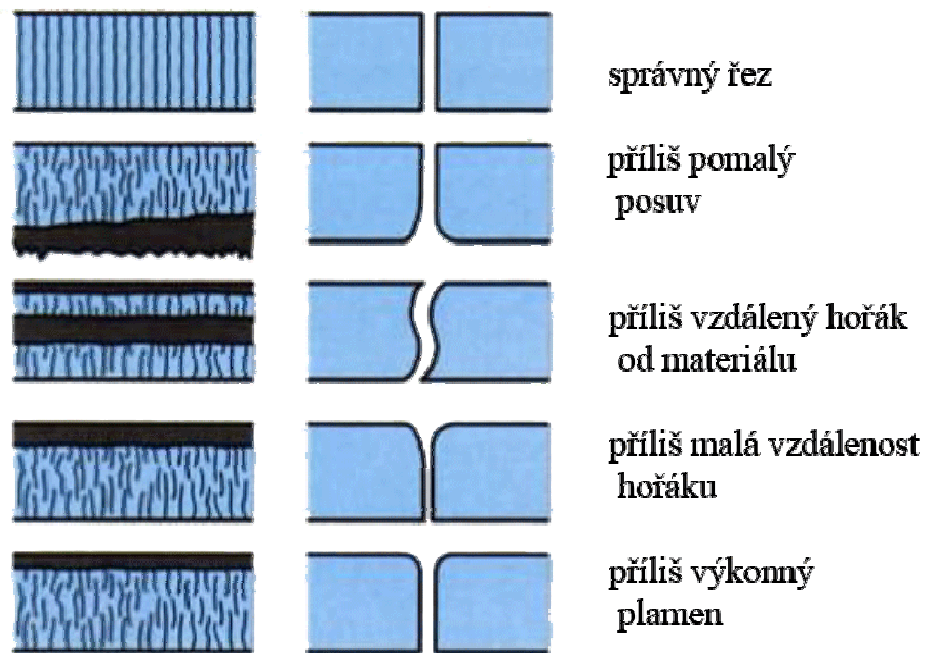 správný řez
příliš pomalý
posuv
příliš vzdálený hořák
od materiálu
příliš malá vzdálenost
hořáku
příliš výkonný
plamen